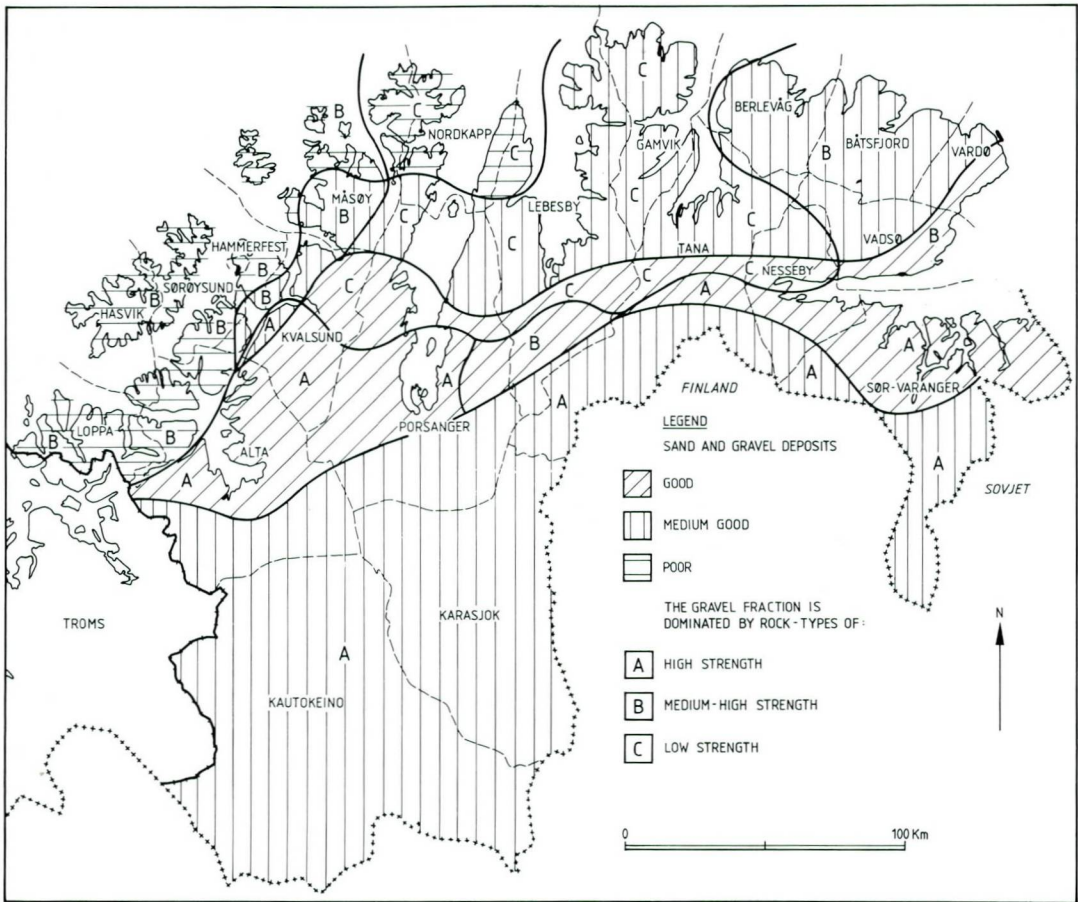 B
C
C
NORDKAPP
BERLEVÅG
GAMVIK
B
BÅTSFJORD
VARDØ
C
MÅSØY
B
C
LEBESBY
C
C
C
HAMMERFEST
B
TANA
VADSØ
B
SØRØYSUND
B
HASVIK
B
B
C
C
C
C
NESSEBY
A
A
KVALSUND
B
A
A
A
A
A
SØR-VARANGER
FINLAND
PORSANGER
LOPPA
B
B
ALTA
A
A
SOVJET
LEGEND
SAND AND GRAVEL DEPOSITS
GOOD
MEDIUM GOOD
POOR
THE GRAVEL FRACTION IS
DOMINATED BY ROCK-TYPES OF:
A HIGH STRENGTH
B MEDIUM-HIGH STRENGTH
C LOW STRENGTH
N
TROMS
KARASJOK
A
KAUTOKEINO
A
0 100 Km